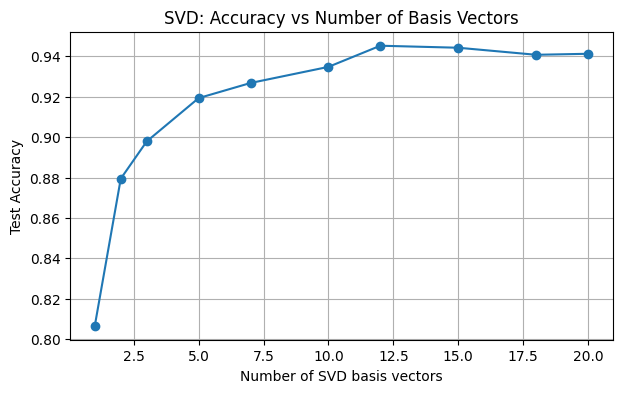 SVD: Accuracy vs Number of Basis Vectors
Test Accuracy
0.94
0.92
0.90
0.88
0.86
0.84
0.82
0.80
2.5 5.0 7.5 10.0 12.5 15.0 17.5 20.0
Number of SVD basis vectors